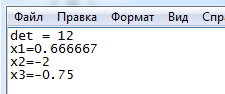 Файл Правка Формат Вид Спр
det = 12
x1=0.666667
x2=-2
x3=-0.75